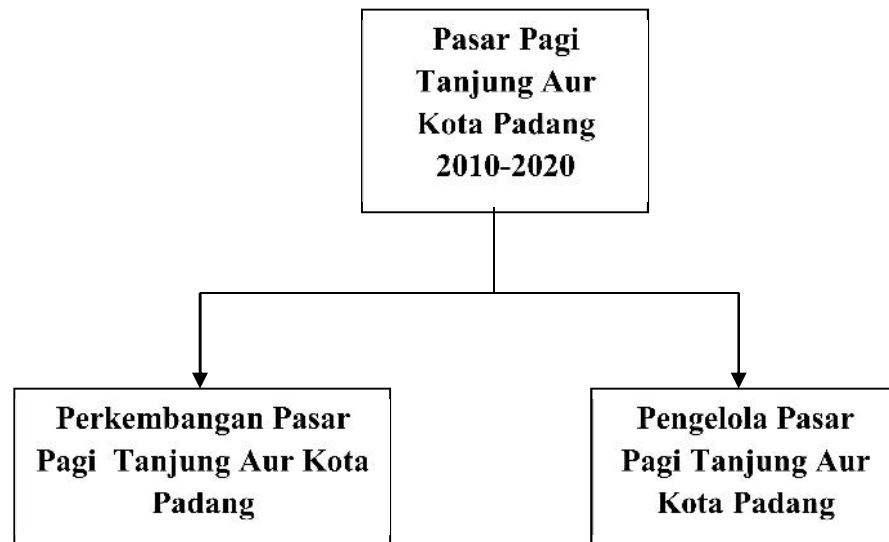 Pasar Pagi
Tanjung Aur
Kota Padang
2010-2020
Perkembangan Pasar
Pagi  Tanjung Aur Kota
Padang
Pengelola Pasar
Pagi Tanjung Aur
Kota Padang